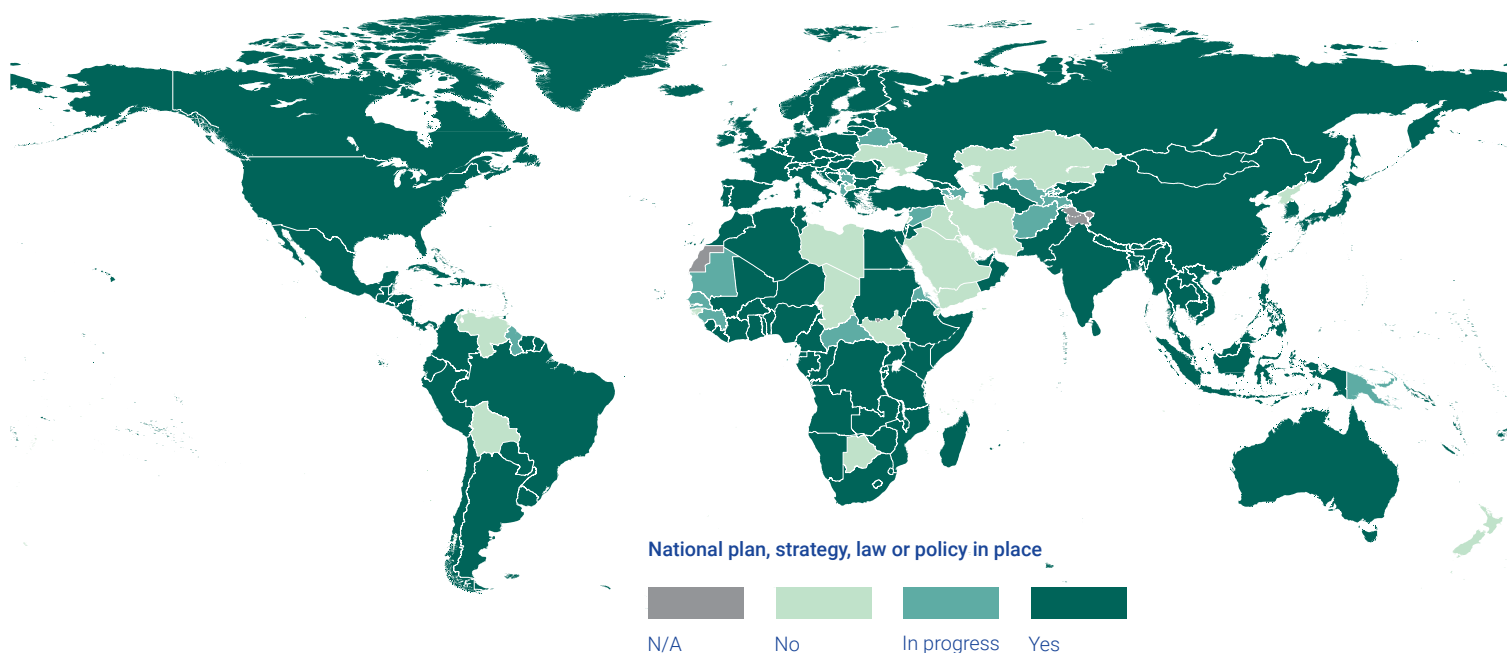 National plan, strategy, law or policy in place
N/A
No
In progress
Yes